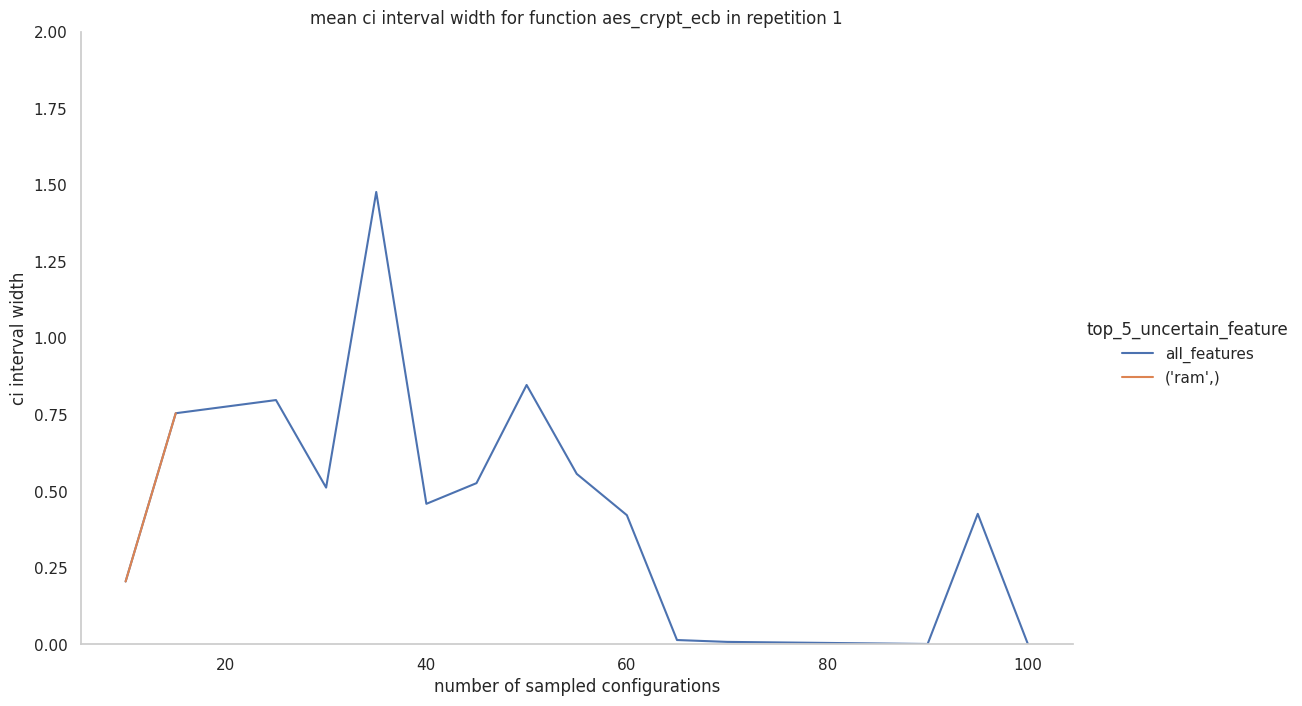 mean ci interval width for function aes_crypt_ecb in repetition 1
2.00
1.75
1.50
1.25
1.00
0.75
0.50
0.25
0.00
ci interval width
20
40
60
80
100
number of sampled configurations
top_5_uncertain_feature
all_features
('ram',)